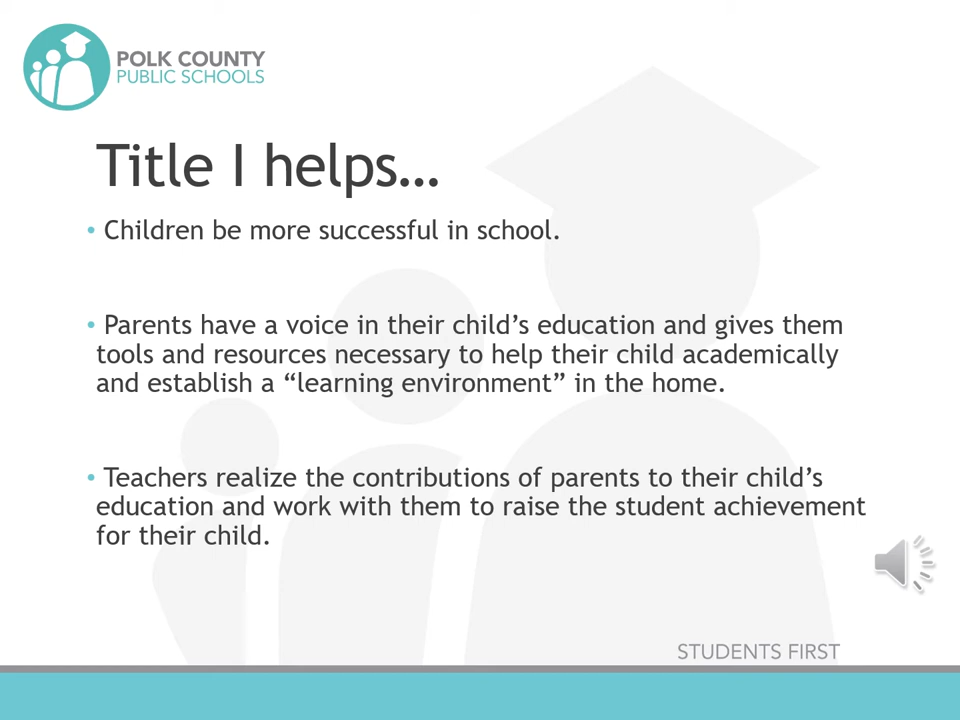 POLK COUNTY
PUBLIC SCHOOLS
Title I helps…
• Children be more successful in school.
• Parents have a voice in their child’s education and gives them
tools and resources necessary to help their child academically
and establish a “learning environment” in the home.
• Teachers realize the contributions of parents to their child’s
education and work with them to raise the student achievement
for their child.
STUDENTS FIRST